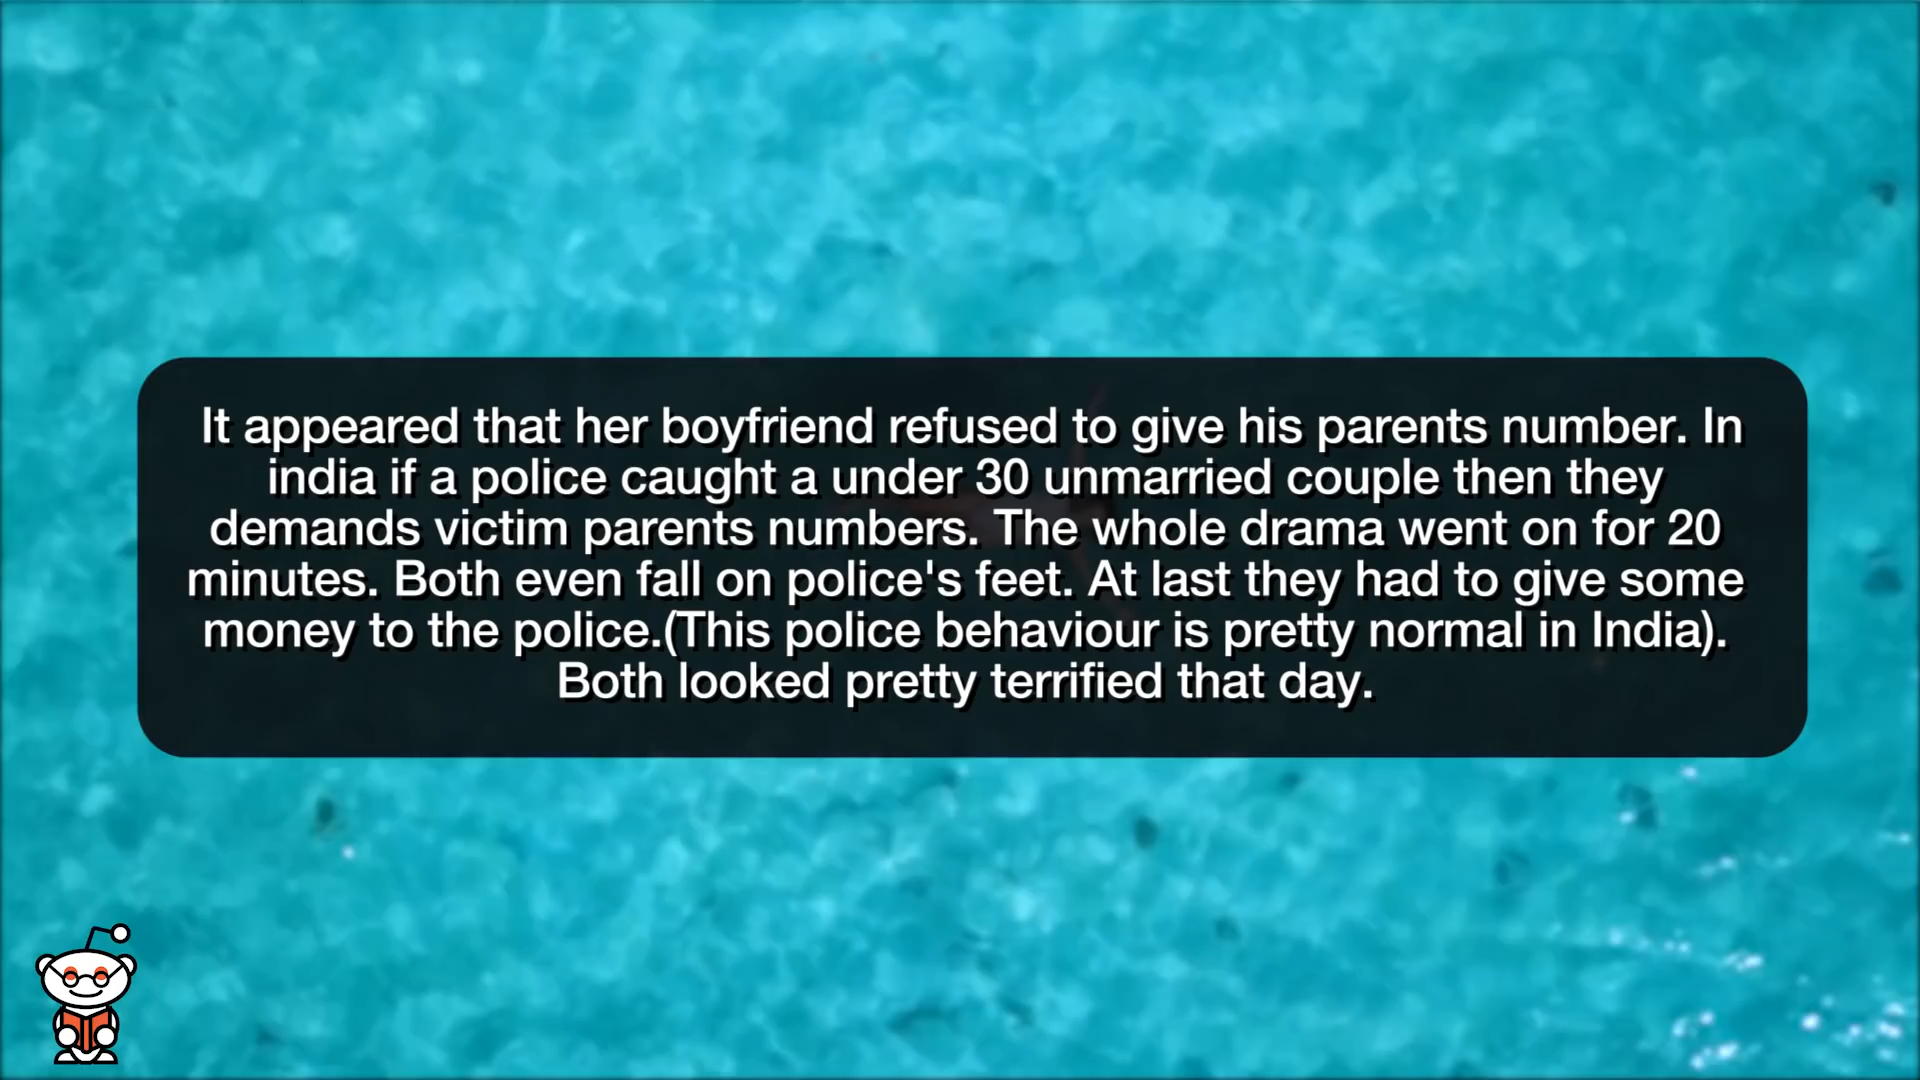 It appeared that her boyfriend refused to give his parents number. In
india if a police caught a under 30 unmarried couple then they
demands victim parents numbers. The whole drama went on for 20
minutes. Both even fall on police's feet. At last they had to give some
money to the police.(This police behaviour is pretty normal in India).
Both looked pretty terrified that day.